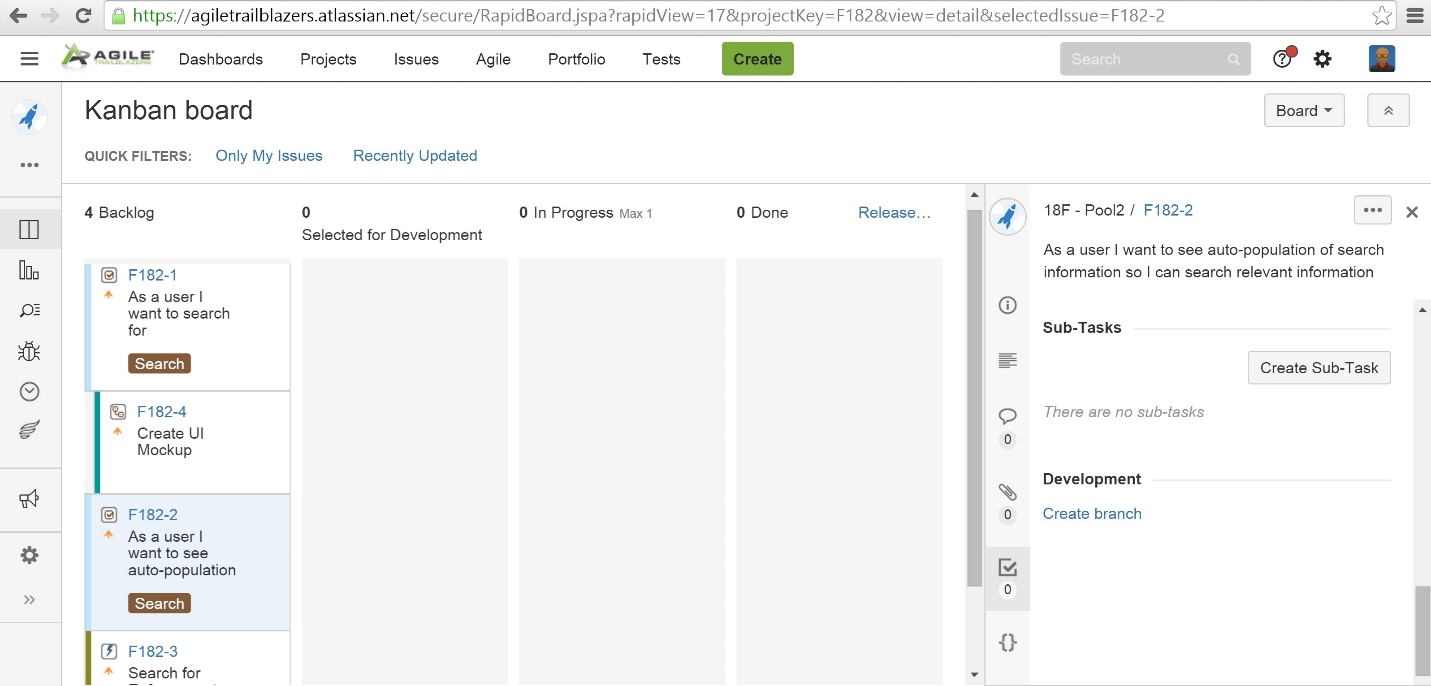 https://agiletrailblazers.atlassian.net/secure/RapidBoard.jspa?rapidView=17&projectKey=F182&view=detail&selectedIssue=F182-2
AGILE
TRAILBLAZERS
Dashboards Projects Issues Agile Portfolio Tests Create Search
Kanban board
Board
QUICK FILTERS: Only My Issues Recently Updated
4 Backlog
0
Selected for Development
0 In Progress Max 1
0 Done
Release…
F182-1
As a user I
want to search
for
Search
F182-4
Create UI
Mockup
F182-2
As a user I
want to see
auto-population
Search
F182-3
Search for
18F - Pool2 / F182-2
As a user I want to see auto-population of search
information so I can search relevant information
Sub-Tasks
Create Sub-Task
There are no sub-tasks
Development
Create branch
0
0
0